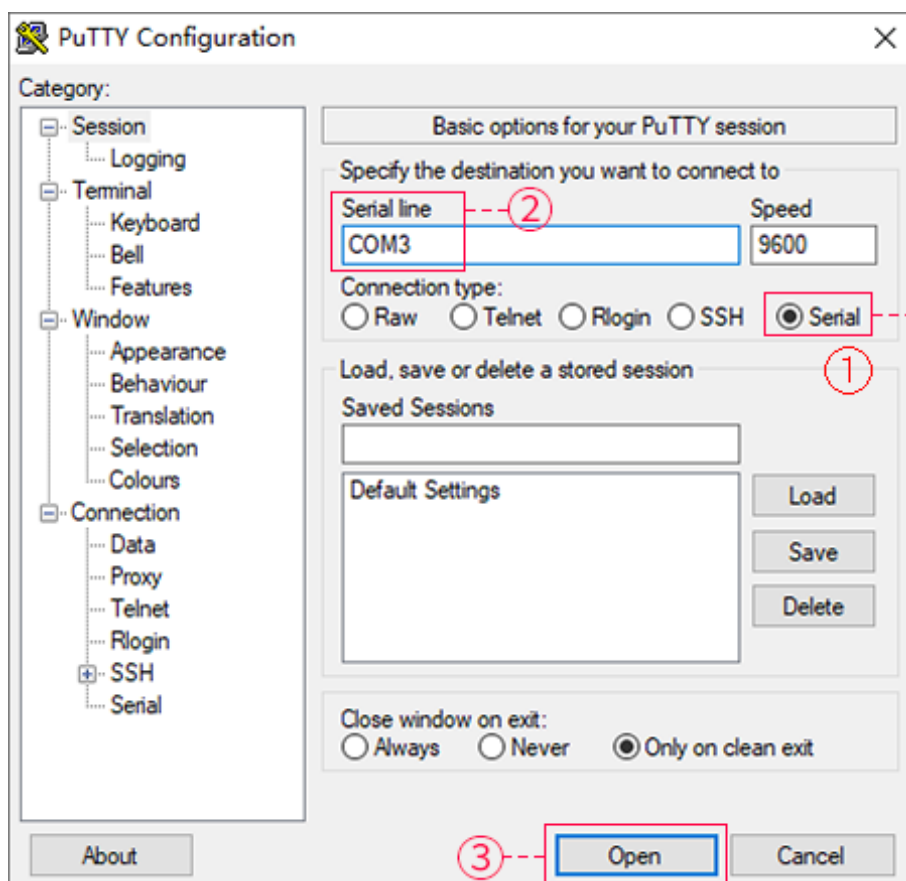 PuTTY Configuration
Category:
Session
Logging
Terminal
Keyboard
Bell
Features
Window
Appearance
Behaviour
Translation
Selection
Colours
Connection
Data
Proxy
Telnet
Rlogin
SSH
Serial
Basic options for your PuTTY session
Specify the destination you want to connect to
Serial line ② Speed
COM3 9600
Connection type:
Raw Telnet Rlogin SSH Serial
①
Load, save or delete a stored session
Saved Sessions
Default Settings
Load
Save
Delete
Close window on exit:
Always Never Only on clean exit
About ③ Open Cancel